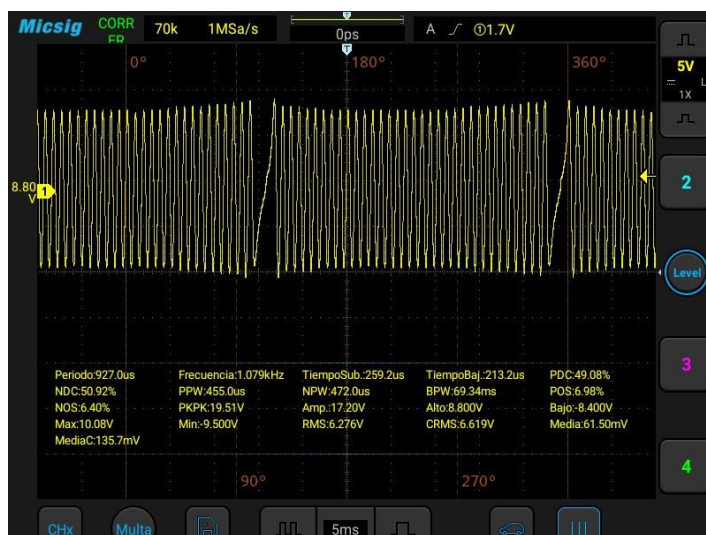 Micsig CORR ER 70k 1MSa/s 0ps A ①1.7V
T
T
0° 180° 360°
5V
L
1X
8.80 V 1
2
Level
3
Periodo:927.0us Frecuencia:1.079kHz TiempoSub.:259.2us TiempoBaj.:213.2us PDC:49.08%
NDC:50.92% PPW:455.0us NPW:472.0us BPW:69.34ms POS:6.98%
NOS:6.40% PKPK:19.51V Amp.:17.20V Alto:8.800V Bajo:-8.400V
Max:10.08V Min:-9.500V RMS:6.276V CRMS:6.619V Media:61.50mV
MediaC:135.7mV
4
90° 270°
CHx Multa 5ms